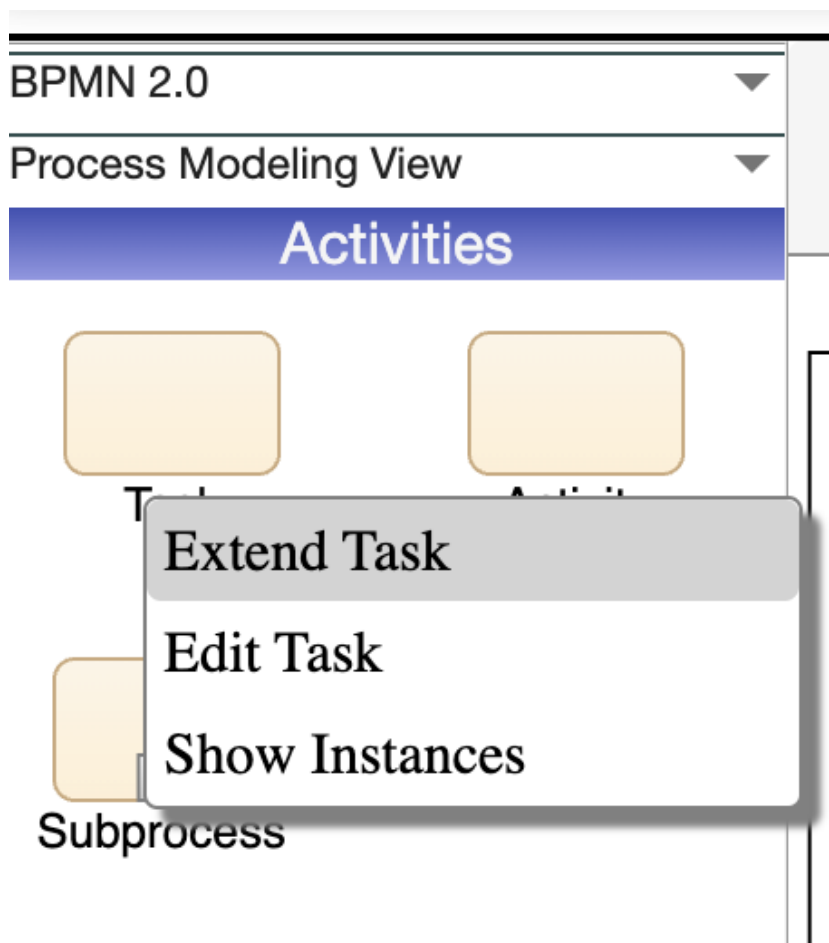 BPMN 2.0
Process Modeling View
Activities
Extend Task
Edit Task
Show Instances
Subprocess